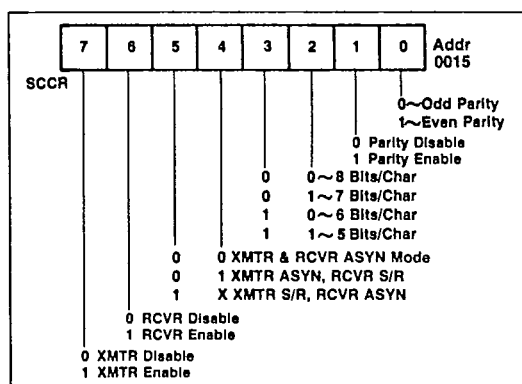 7 6 5 4 3 2 1 0 Addr
0015
SCCR
0~Odd Parity
1~Even Parity
0 Parity Disable
1 Parity Enable
0 0~8 Bits/Char
0 1~7 Bits/Char
1 0~6 Bits/Char
1 1~5 Bits/Char
0 0 XMTR & RCVR ASYN Mode
0 1 XMTR ASYN, RCVR S/R
1 X XMTR S/R, RCVR ASYN
0 RCVR Disable
1 RCVR Enable
0 XMTR Disable
1 XMTR Enable